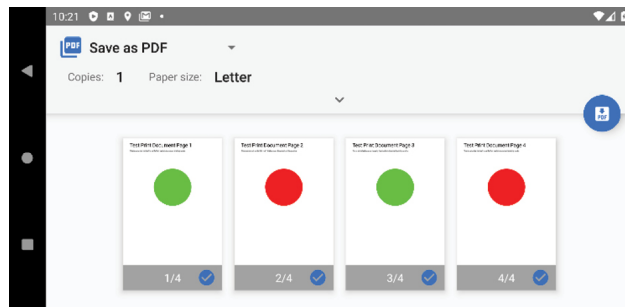 10:21
PDF Save as PDF
Copies: 1 Paper size: Letter
PDF
Test Print Document Page 1
Test Print Document Page 2
Test Print Document Page 3
Test Print Document Page 4
1/4
2/4
3/4
4/4